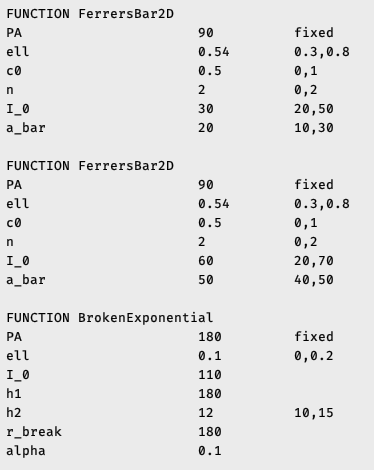 FUNCTION FerrersBar2D
PA 90 fixed
ell 0.54 0.3,0.8
c0 0.5 0,1
n 2 0,2
I_0 30 20,50
a_bar 20 10,30
FUNCTION FerrersBar2D
PA 90 fixed
ell 0.54 0.3,0.8
c0 0.5 0,1
n 2 0,2
I_0 60 20,70
a_bar 50 40,50
FUNCTION BrokenExponential
PA 180 fixed
ell 0.1 0,0.2
I_0 110
h1 180
h2 12 10,15
r_break 180
alpha 0.1